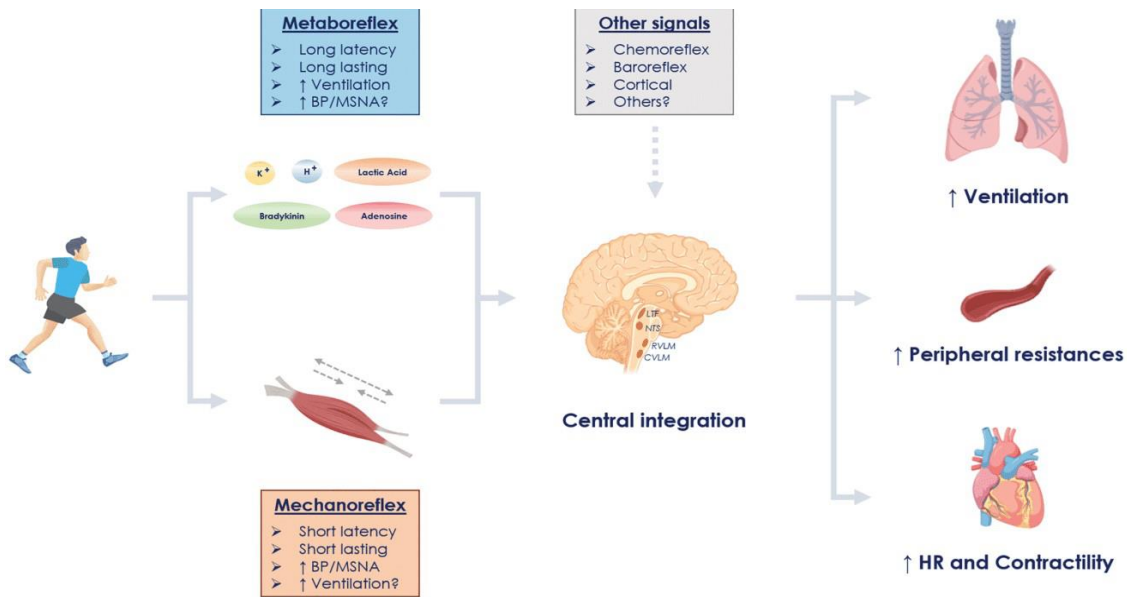 Metaboreflex
➢ Long latency
➢ Long lasting
➢ ↑ Ventilation
➢ ↑ BP/MSNA?
Other signals
➢ Chemoreflex
➢ Baroreflex
➢ Cortical
➢ Others?
K+
H+
Lactic Acid
Bradykinin
Adenosine
LTF
NTS
RVLM
CVLM
Central integration
↑ Ventilation
↑ Peripheral resistances
↑ HR and Contractility
Mechanoreflex
➢ Short latency
➢ Short lasting
➢ ↑ BP/MSNA
➢ ↑ Ventilation?